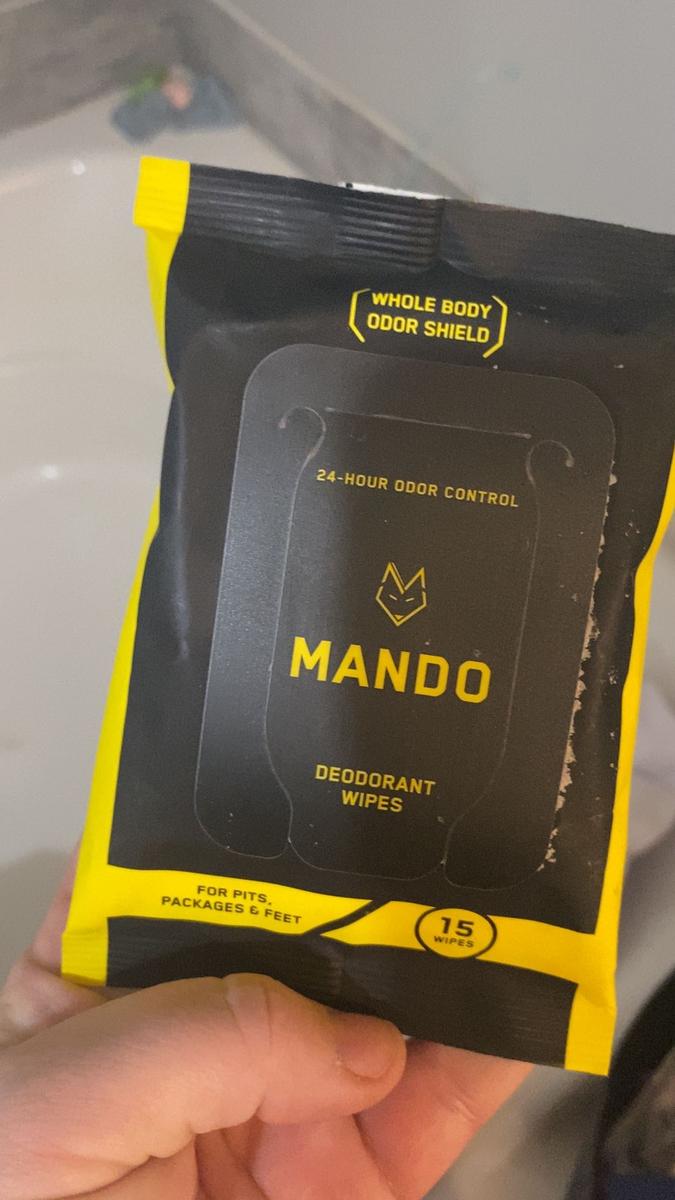 WHOLE BODY
ODOR SHIELD
24-HOUR ODOR CONTROL
MANDO
DEODORANT
WIPES
FOR PITS,
PACKAGES & FEET
15
WIPES